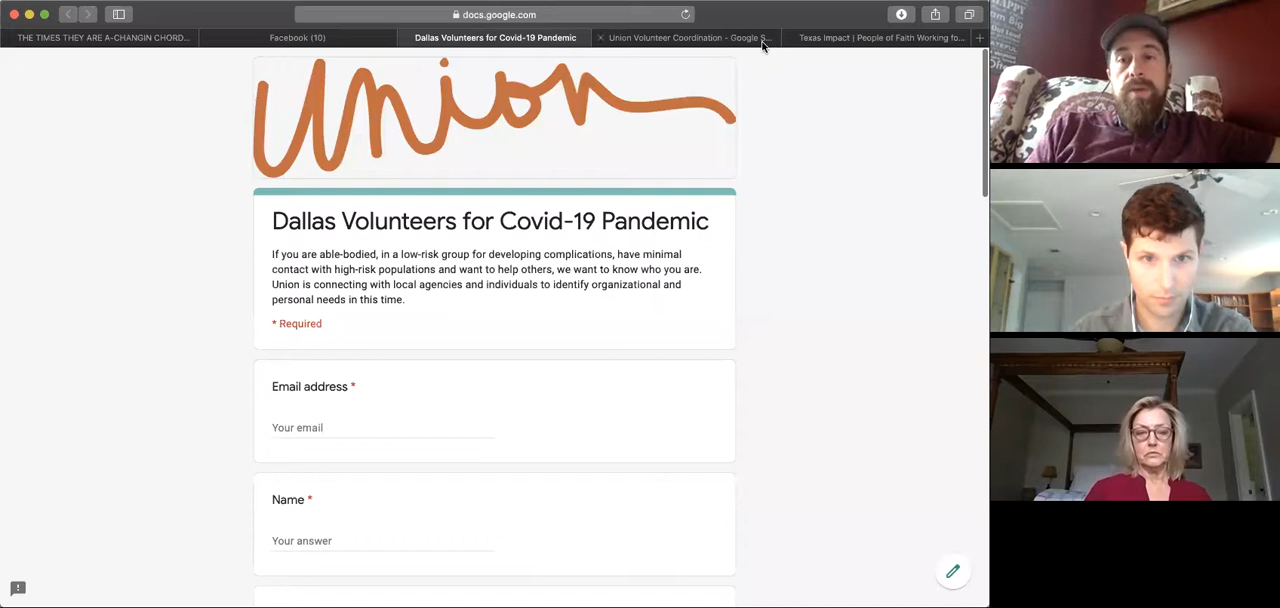 docs.google.com
THE TIMES THEY ARE A-CHANGIN CHORD...
Facebook (10)
Dallas Volunteers for Covid-19 Pandemic
Union Volunteer Coordination - Google S...
Texas Impact | People of Faith Working fo...
Union
Dallas Volunteers for Covid-19 Pandemic
If you are able-bodied, in a low-risk group for developing complications, have minimal
contact with high-risk populations and want to help others, we want to know who you are.
Union is connecting with local agencies and individuals to identify organizational and
personal needs in this time.
* Required
Email address *
Your email
Name *
Your answer
HAPPY
am Big